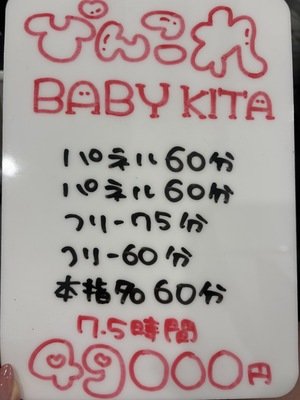 でんこれ
BABY KITA
パネル60分
パネル60分
フリー75分
フリー60分
本指名60分
7.5時間
49000円